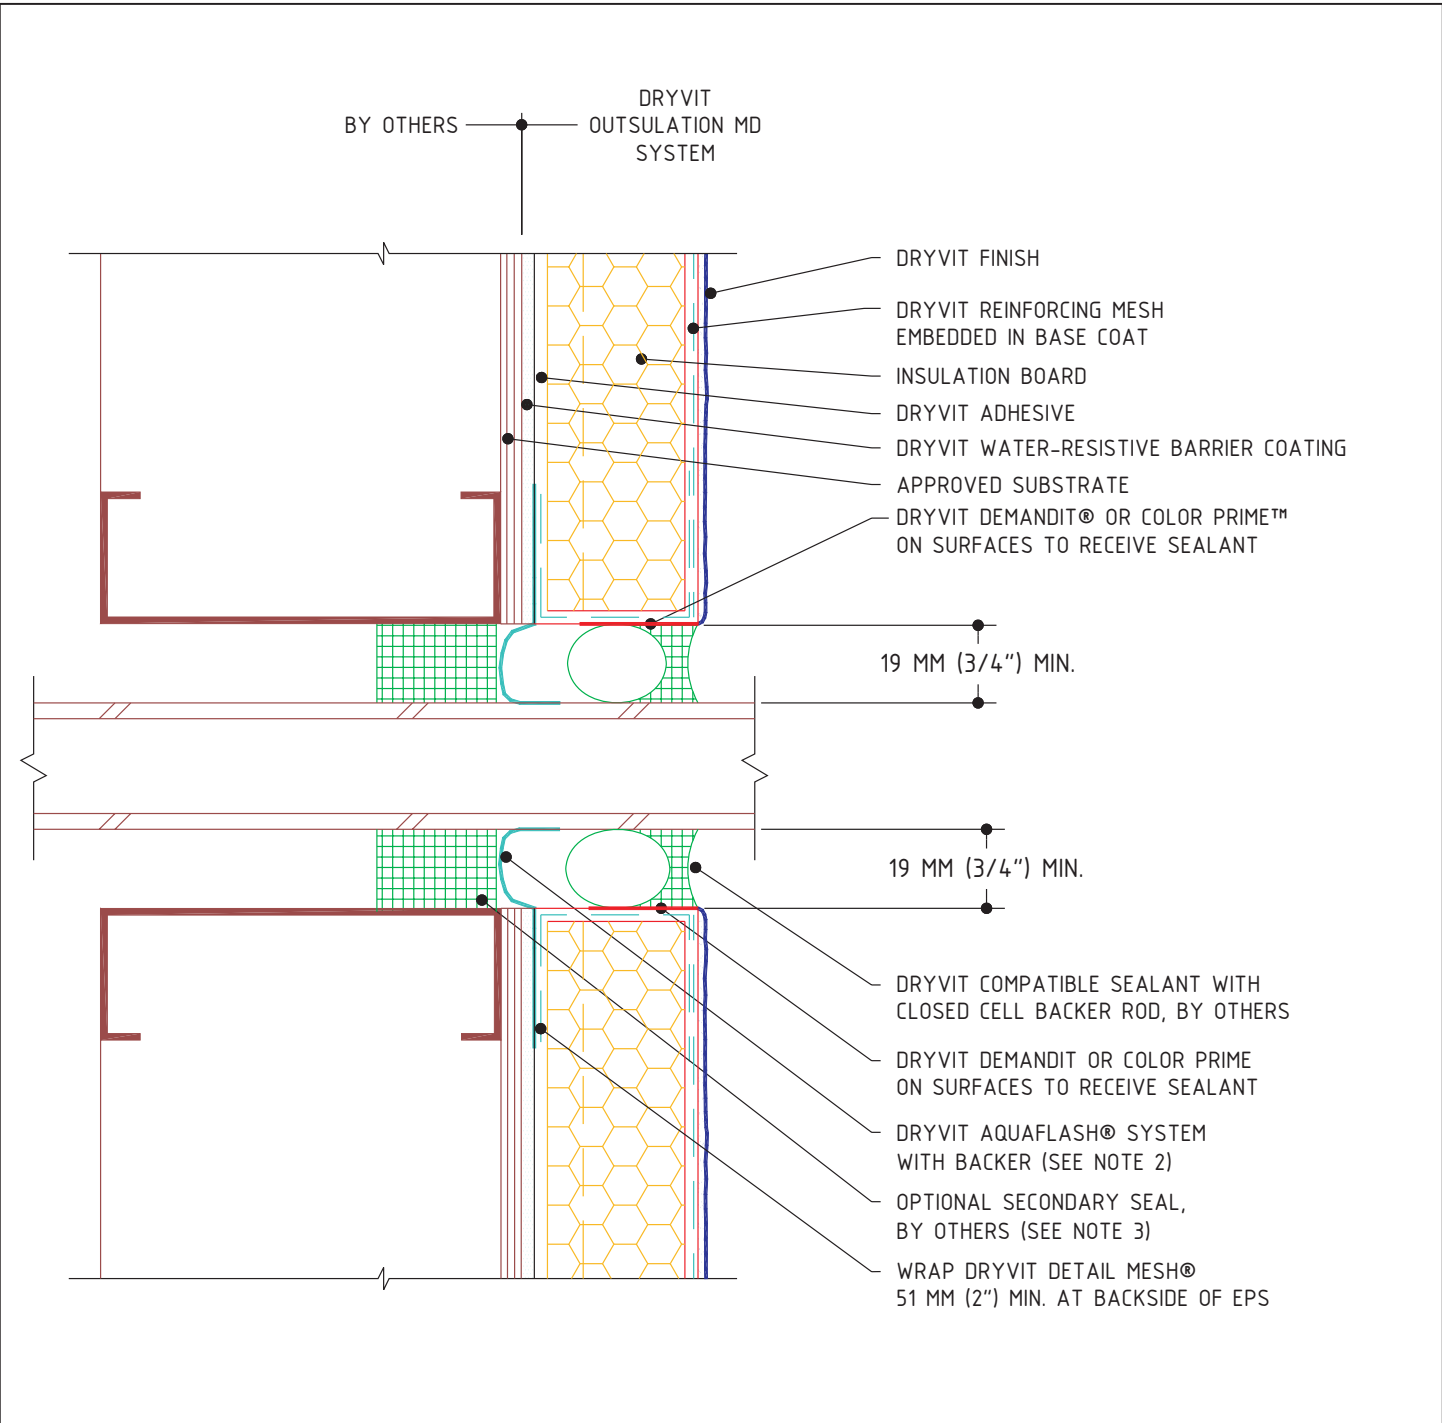 BY OTHERS
DRYVIT
OUTSULATION MD
SYSTEM
DRYVIT FINISH
DRYVIT REINFORCING MESH
EMBEDDED IN BASE COAT
INSULATION BOARD
DRYVIT ADHESIVE
DRYVIT WATER-RESISTIVE BARRIER COATING
APPROVED SUBSTRATE
DRYVIT DEMANDIT® OR COLOR PRIME™
ON SURFACES TO RECEIVE SEALANT
19 MM (3/4") MIN.
19 MM (3/4") MIN.
DRYVIT COMPATIBLE SEALANT WITH
CLOSED CELL BACKER ROD, BY OTHERS
DRYVIT DEMANDIT OR COLOR PRIME
ON SURFACES TO RECEIVE SEALANT
DRYVIT AQUAFLASH® SYSTEM
WITH BACKER (SEE NOTE 2)
OPTIONAL SECONDARY SEAL,
BY OTHERS (SEE NOTE 3)
WRAP DRYVIT DETAIL MESH®
51 MM (2") MIN. AT BACKSIDE OF EPS